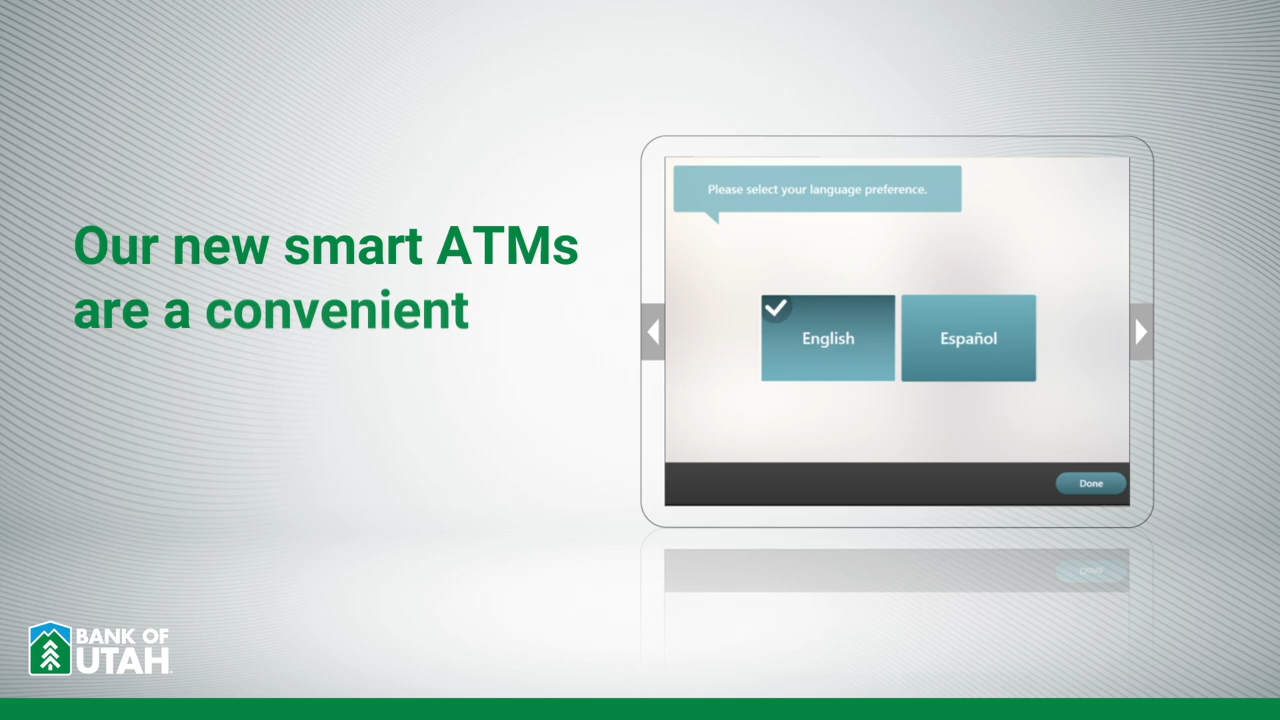 Our new smart ATMs
are a convenient
Please select your language preference.
English
Español
Done
BANK OF
UTAH